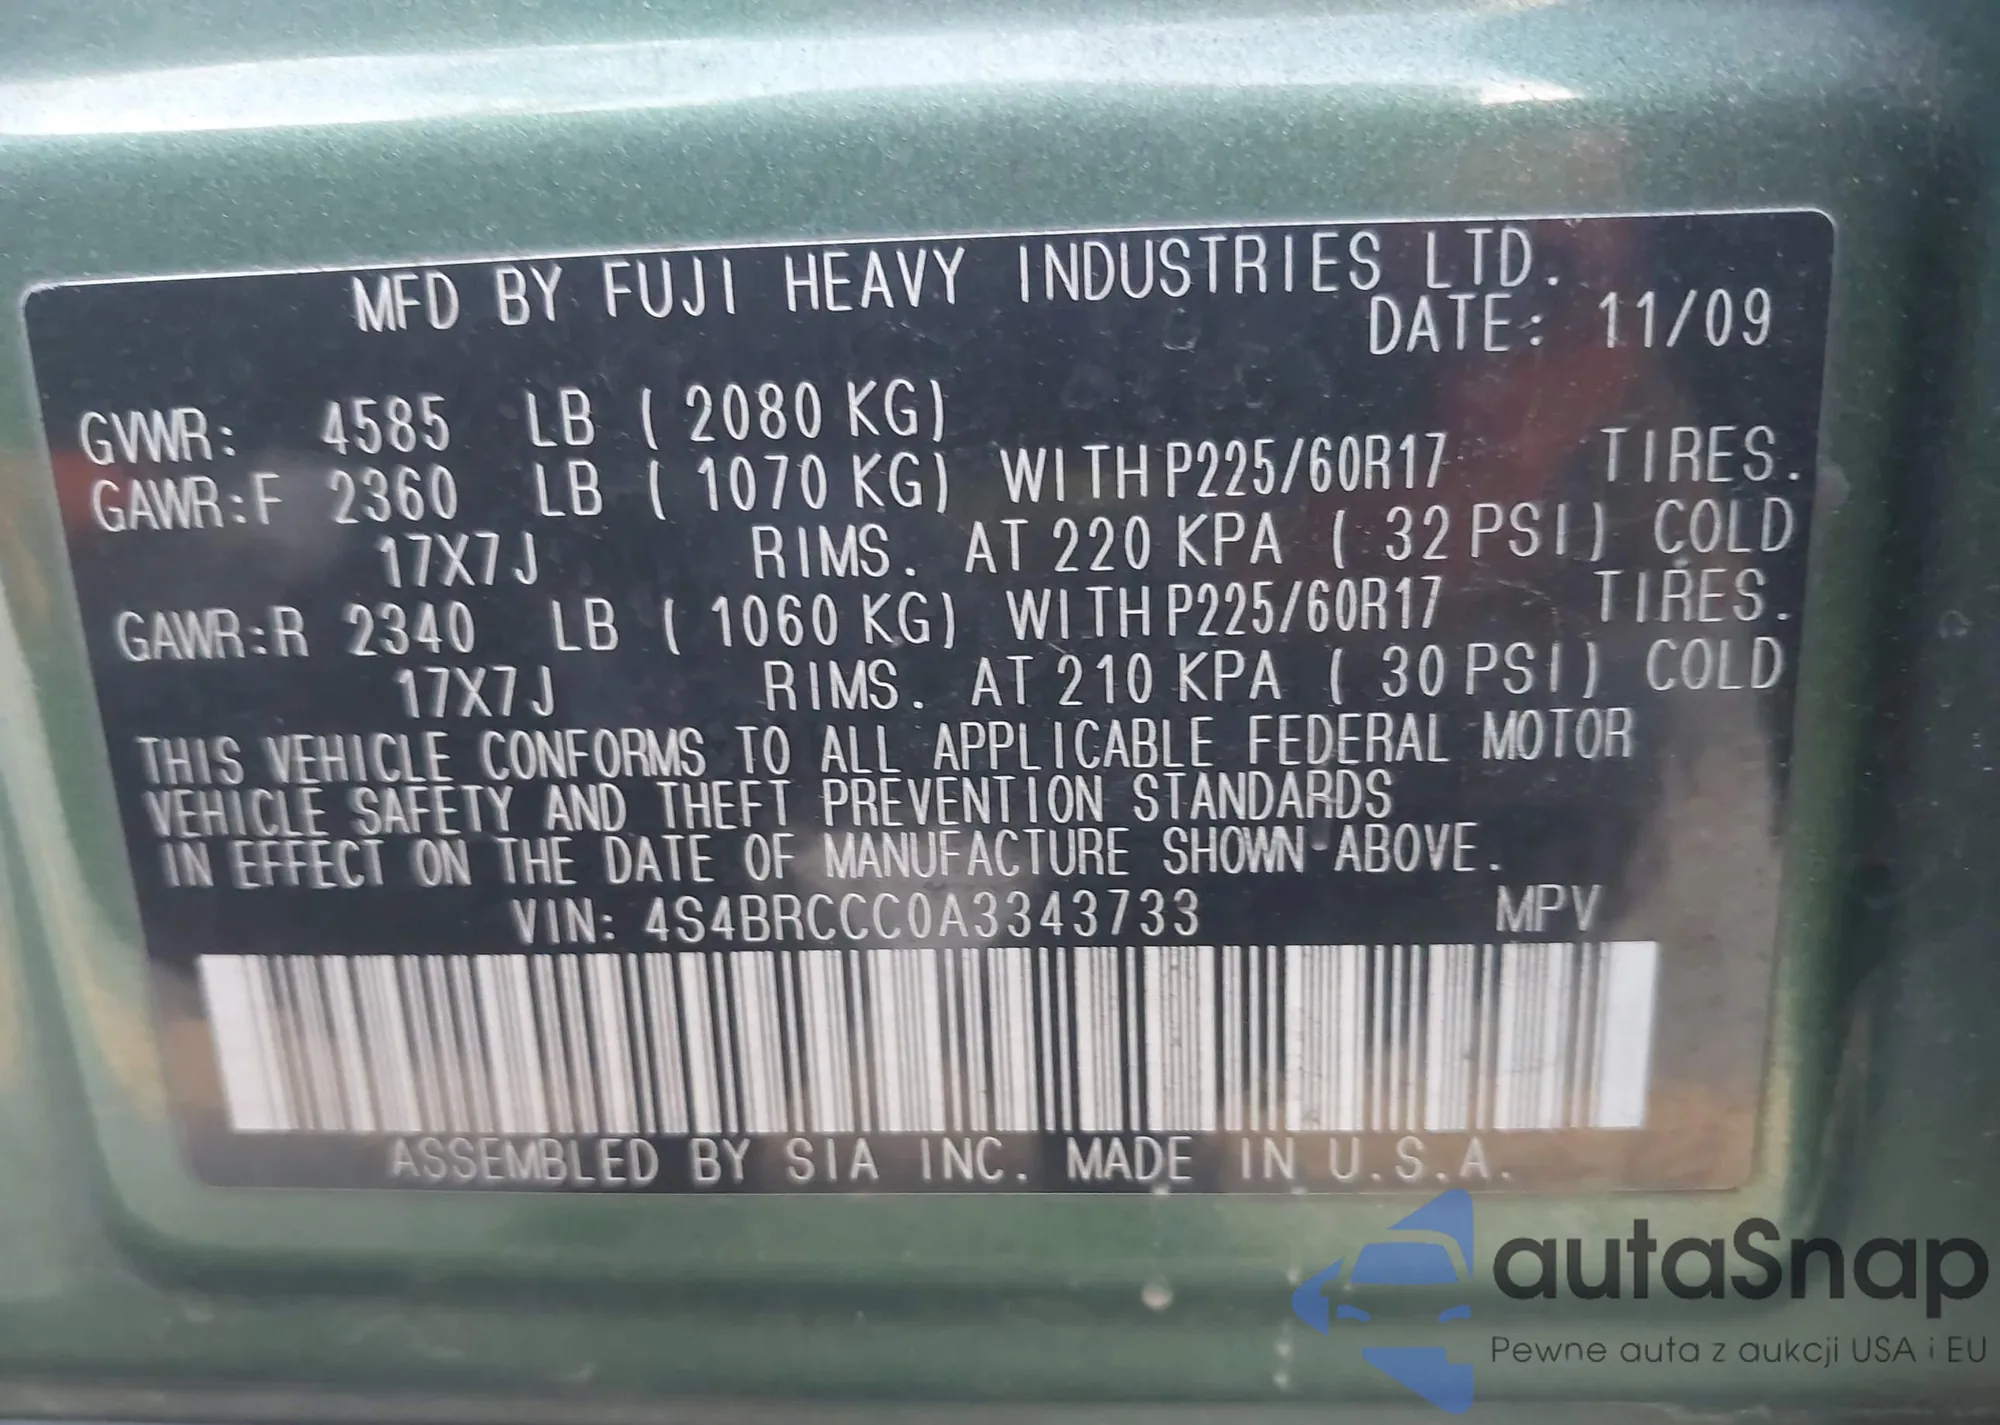 MFD BY FUJI HEAVY INDUSTRIES LTD.
DATE: 11/09
GVWR: 4585 LB ( 2080 KG)
GAWR:F 2360 LB ( 1070 KG) WITH P225/60R17 TIRES.
17X7J RIMS. AT 220 KPA ( 32 PSI) COLD
GAWR:R 2340 LB ( 1060 KG) WITH P225/60R17 TIRES.
17X7J RIMS. AT 210 KPA ( 30 PSI) COLD
THIS VEHICLE CONFORMS TO ALL APPLICABLE FEDERAL MOTOR
VEHICLE SAFETY AND THEFT PREVENTION STANDARDS
IN EFFECT ON THE DATE OF MANUFACTURE SHOWN ABOVE.
VIN: 4S4BRCCC0A3343733 MPV
ASSEMBLED BY SIA INC. MADE IN U.S.A.
autaSnap
Pewne auta z aukcji USA i EU